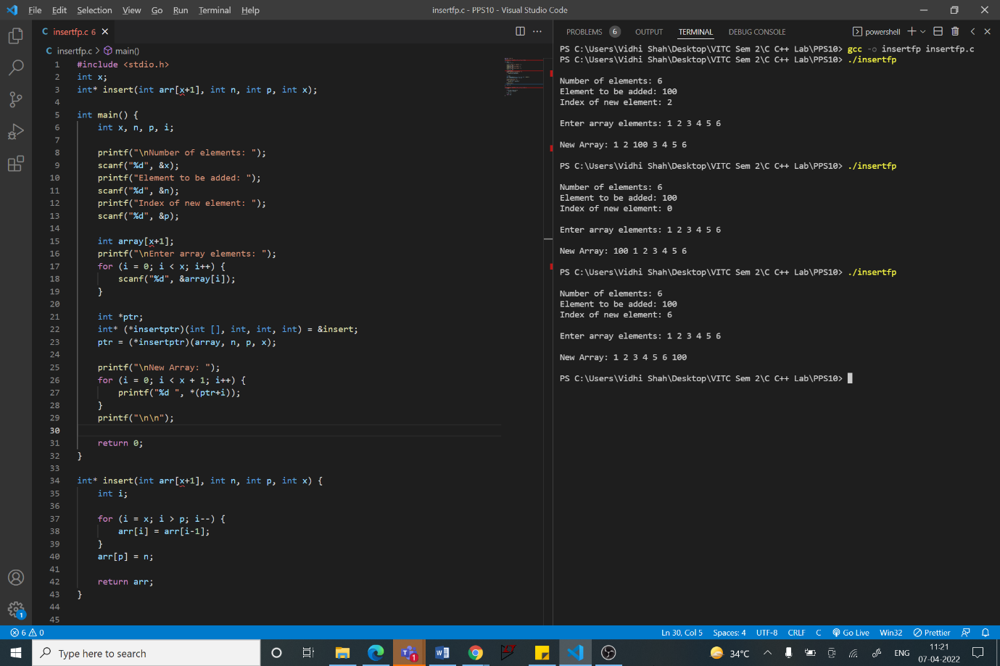 File Edit Selection View Go Run Terminal Help
insertfp.c - PPS10 - Visual Studio Code
C insertfp.c 6
C insertfp.c > main()
1 #include <stdio.h>
2 int x;
3 int* insert(int arr[x+1], int n, int p, int x);
4
5 int main() {
6 int x, n, p, i;
7
8 printf("\nNumber of elements: ");
9 scanf("%d", &x);
10 printf("Element to be added: ");
11 scanf("%d", &n);
12 printf("Index of new element: ");
13 scanf("%d", &p);
14
15 int array[x+1];
16 printf("\nEnter array elements: ");
17 for (i = 0; i < x; i++) {
18 scanf("%d", &array[i]);
19 }
20
21 int *ptr;
22 int* (*insertptr)(int [], int, int, int) = &insert;
23 ptr = (*insertptr)(array, n, p, x);
24
25 printf("\nNew Array: ");
26 for (i = 0; i < x + 1; i++) {
27 printf("%d ", *(ptr+i));
28 }
29 printf("\n\n");
30
31 return 0;
32 }
33
34 int* insert(int arr[x+1], int n, int p, int x) {
35 int i;
36
37 for (i = x; i > p; i--) {
38 arr[i] = arr[i-1];
39 }
40 arr[p] = n;
41
42 return arr;
43 }
44
45
PROBLEMS 6 OUTPUT TERMINAL DEBUG CONSOLE
powershell
PS C:\Users\Vidhi Shah\Desktop\VITC Sem 2\C C++ Lab\PPS10> gcc -o insertfp insertfp.c
PS C:\Users\Vidhi Shah\Desktop\VITC Sem 2\C C++ Lab\PPS10> ./insertfp
Number of elements: 6
Element to be added: 100
Index of new element: 2
Enter array elements: 1 2 3 4 5 6
New Array: 1 2 100 3 4 5 6
PS C:\Users\Vidhi Shah\Desktop\VITC Sem 2\C C++ Lab\PPS10> ./insertfp
Number of elements: 6
Element to be added: 100
Index of new element: 0
Enter array elements: 1 2 3 4 5 6
New Array: 100 1 2 3 4 5 6
PS C:\Users\Vidhi Shah\Desktop\VITC Sem 2\C C++ Lab\PPS10> ./insertfp
Number of elements: 6
Element to be added: 100
Index of new element: 6
Enter array elements: 1 2 3 4 5 6
New Array: 1 2 3 4 5 6 100
PS C:\Users\Vidhi Shah\Desktop\VITC Sem 2\C C++ Lab\PPS10>
1
6 0
Ln 30, Col 5 Spaces: 4 UTF-8 CRLF C Go Live Win32 Prettier
Type here to search
1
34°C
ENG
11:21
07-04-2022